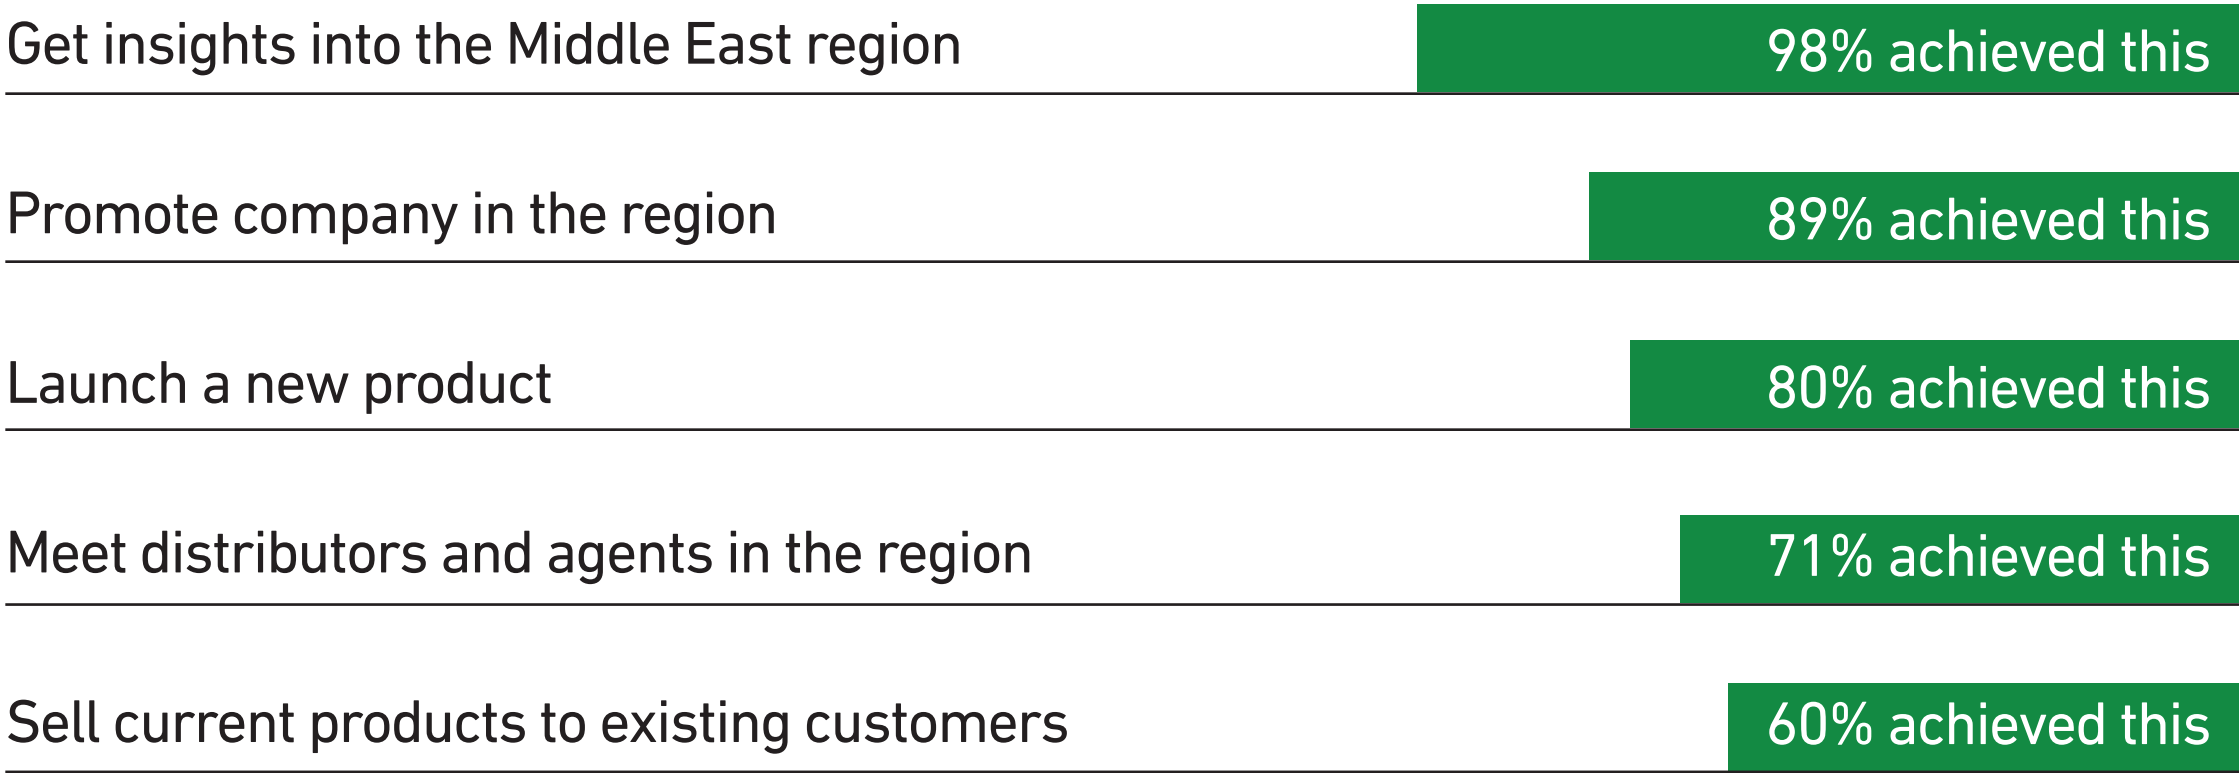 Get insights into the Middle East region 98% achieved this
Promote company in the region 89% achieved this
Launch a new product 80% achieved this
Meet distributors and agents in the region 71% achieved this
Sell current products to existing customers 60% achieved this